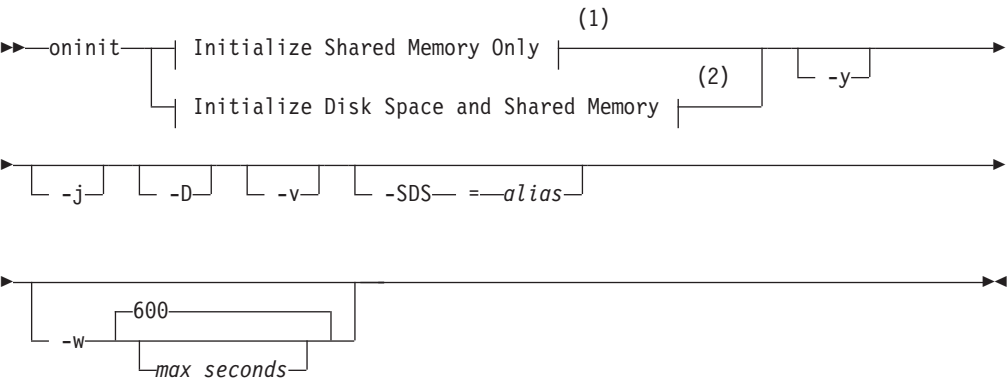 (1)
oninit Initialize Shared Memory Only
(2)
-y
Initialize Disk Space and Shared Memory
-j -D -v -SDS = alias
600
-w
max seconds